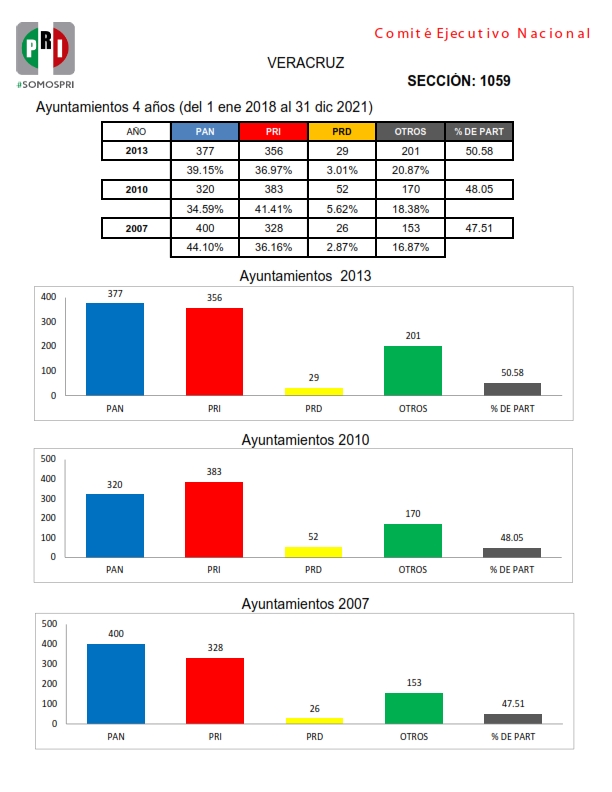 Comité Ejecutivo Nacional
PRI
#SOMOSPRI
VERACRUZ
SECCIÓN: 1059
Ayuntamientos 4 años (del 1 ene 2018 al 31 dic 2021)
AÑO PAN PRI PRD OTROS % DE PART
2013 377 356 29 201 50.58
39.15% 36.97% 3.01% 20.87%
2010 320 383 52 170 48.05
34.59% 41.41% 5.62% 18.38%
2007 400 328 26 153 47.51
44.10% 36.16% 2.87% 16.87%
Ayuntamientos 2013
400
300
200
100
0
377
356
29
201
50.58
PAN PRI PRD OTROS % DE PART
Ayuntamientos 2010
500
400
300
200
100
0
320
383
52
170
48.05
PAN PRI PRD OTROS % DE PART
Ayuntamientos 2007
500
400
300
200
100
0
400
328
26
153
47.51
PAN PRI PRD OTROS % DE PART